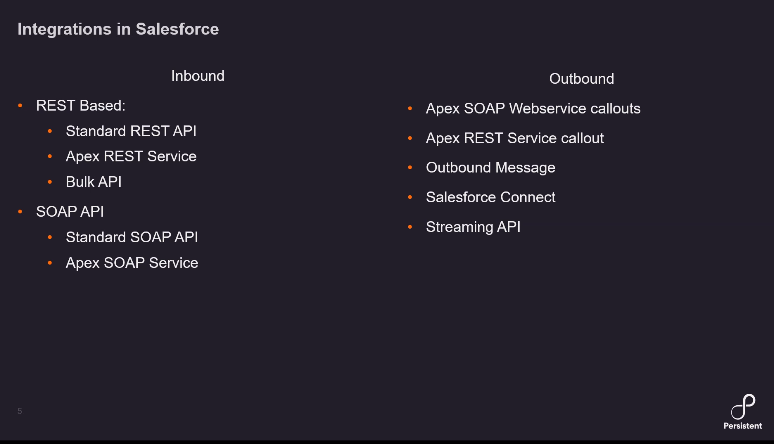 Integrations in Salesforce
Inbound
REST Based:
Standard REST API
Apex REST Service
Bulk API
SOAP API
Standard SOAP API
Apex SOAP Service
Outbound
Apex SOAP Webservice callouts
Apex REST Service callout
Outbound Message
Salesforce Connect
Streaming API
5
Persistent